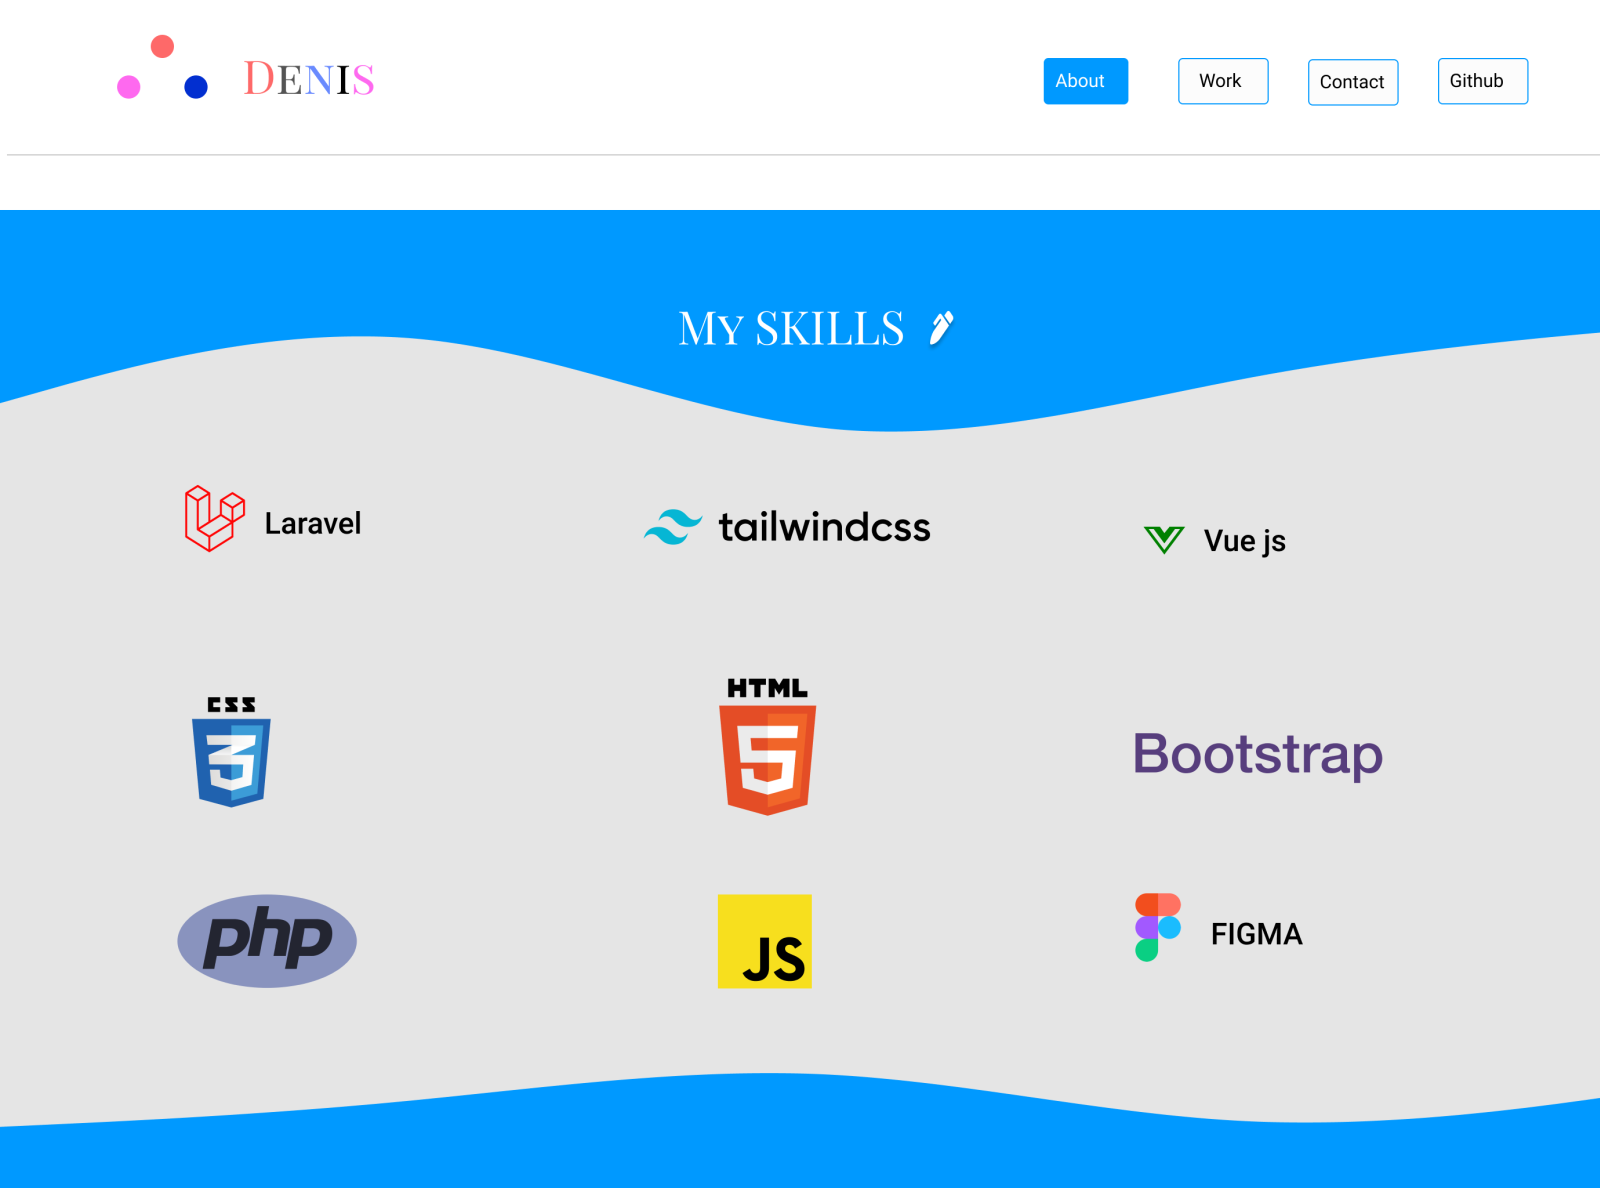 DENIS
About
Work
Contact
Github
MY SKILLS
Laravel
tailwindcss
Vue js
CSS
3
HTML
5
Bootstrap
php
JS
FIGMA